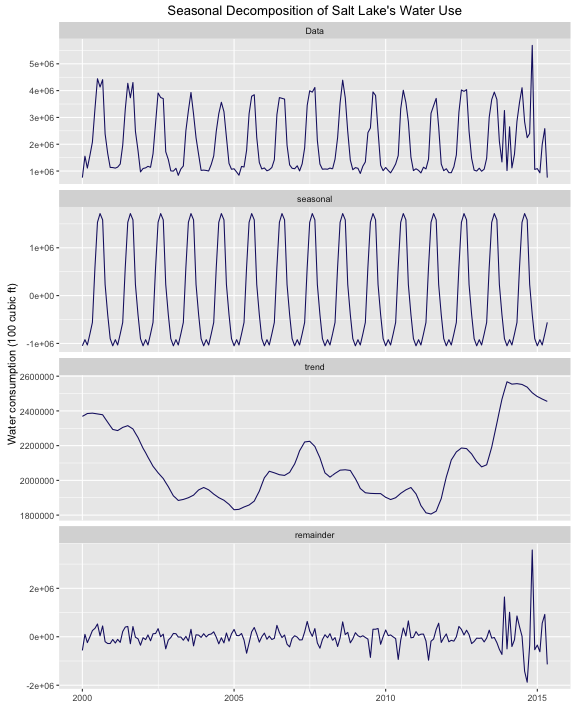 Seasonal Decomposition of Salt Lake's Water Use
Water consumption (100 cubic ft)
Data
5e+06
4e+06
3e+06
2e+06
1e+06
seasonal
1e+06
0e+00
-1e+06
trend
2600000
2400000
2200000
2000000
1800000
remainder
2e+06
0e+00
-2e+06
2000 2005 2010 2015